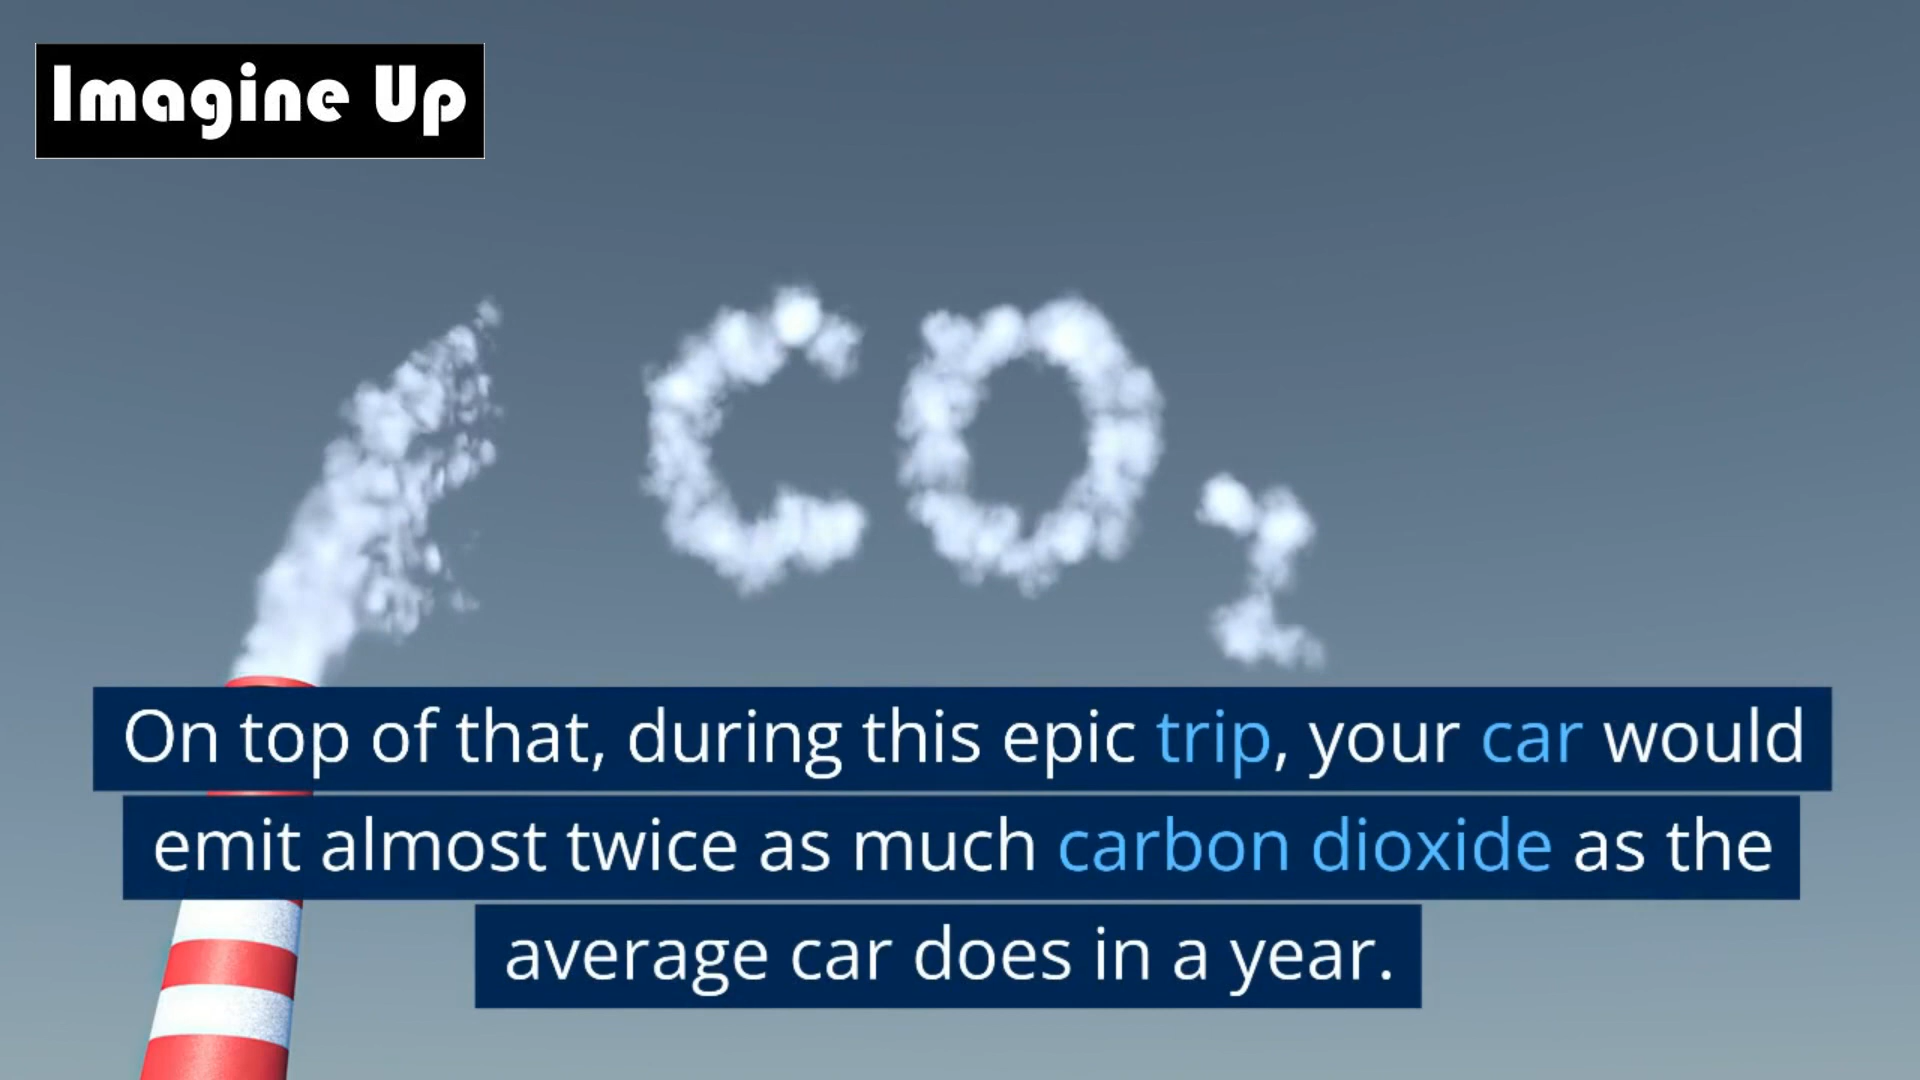 Imagine Up
CO₂
On top of that, during this epic trip, your car would
emit almost twice as much carbon dioxide as the
average car does in a year.